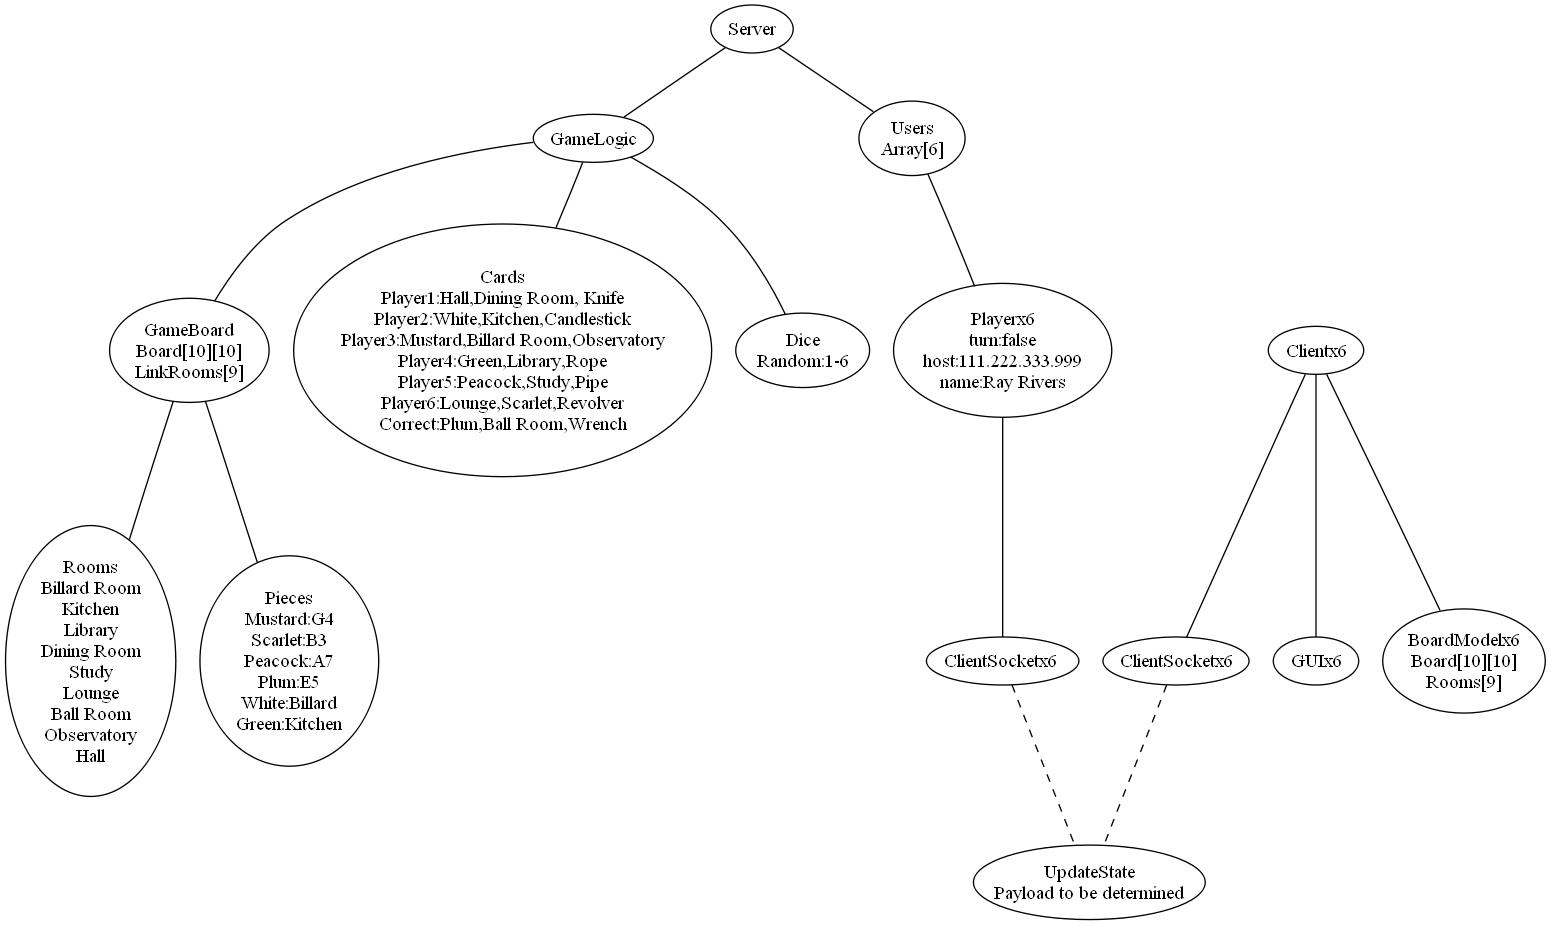 Server
GameLogic
Users
Array[6]
GameBoard
Board[10][10]
LinkRooms[9]
Cards
Player1:Hall,Dining Room, Knife
Player2:White,Kitchen,Candlestick
Player3:Mustard,Billard Room,Observatory
Player4:Green,Library,Rope
Player5:Peacock,Study,Pipe
Player6:Lounge,Scarlet,Revolver
Correct:Plum,Ball Room,Wrench
Dice
Random:1-6
Playerx6
turn:false
host:111.222.333.999
name:Ray Rivers
Clientx6
Rooms
Billard Room
Kitchen
Library
Dining Room
Study
Lounge
Ball Room
Observatory
Hall
Pieces
Mustard:G4
Scarlet:B3
Peacock:A7
Plum:E5
White:Billard
Green:Kitchen
ClientSocketx6
ClientSocketx6
GUIx6
BoardModelx6
Board[10][10]
Rooms[9]
UpdateState
Payload to be determined